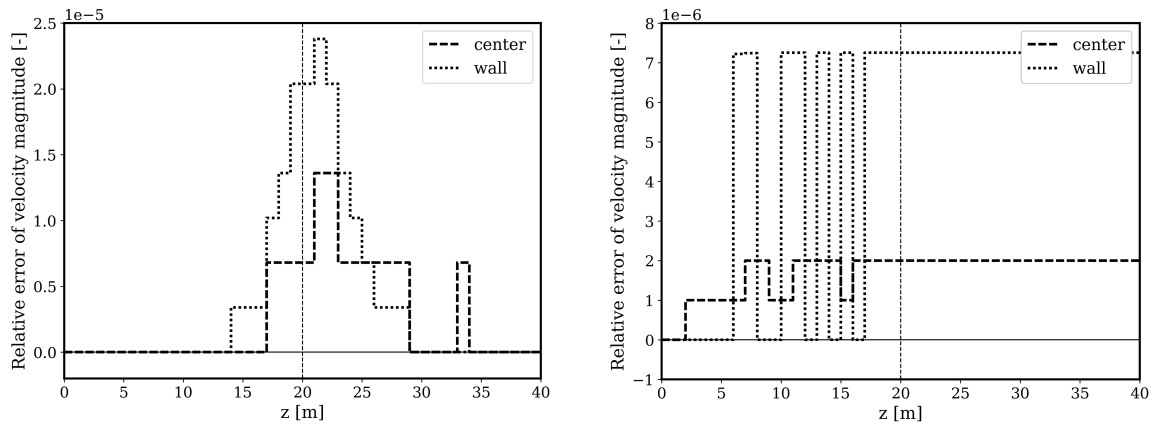 1e−5
Relative error of velocity magnitude [-]
2.5
2.0
1.5
1.0
0.5
0.0
center
wall
0 5 10 15 20 25 30 35 40
z [m]
1e−6
Relative error of velocity magnitude [-]
8
7
6
5
4
3
2
1
0
−1
center
wall
0 5 10 15 20 25 30 35 40
z [m]